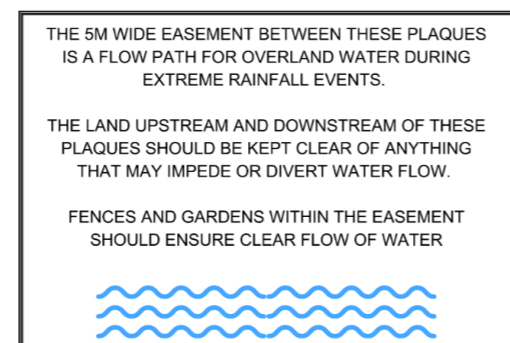 THE 5M WIDE EASEMENT BETWEEN THESE PLAQUES
IS A FLOW PATH FOR OVERLAND WATER DURING
EXTREME RAINFALL EVENTS.
THE LAND UPSTREAM AND DOWNSTREAM OF THESE
PLAQUES SHOULD BE KEPT CLEAR OF ANYTHING
THAT MAY IMPEDE OR DIVERT WATER FLOW.
FENCES AND GARDENS WITHIN THE EASEMENT
SHOULD ENSURE CLEAR FLOW OF WATER